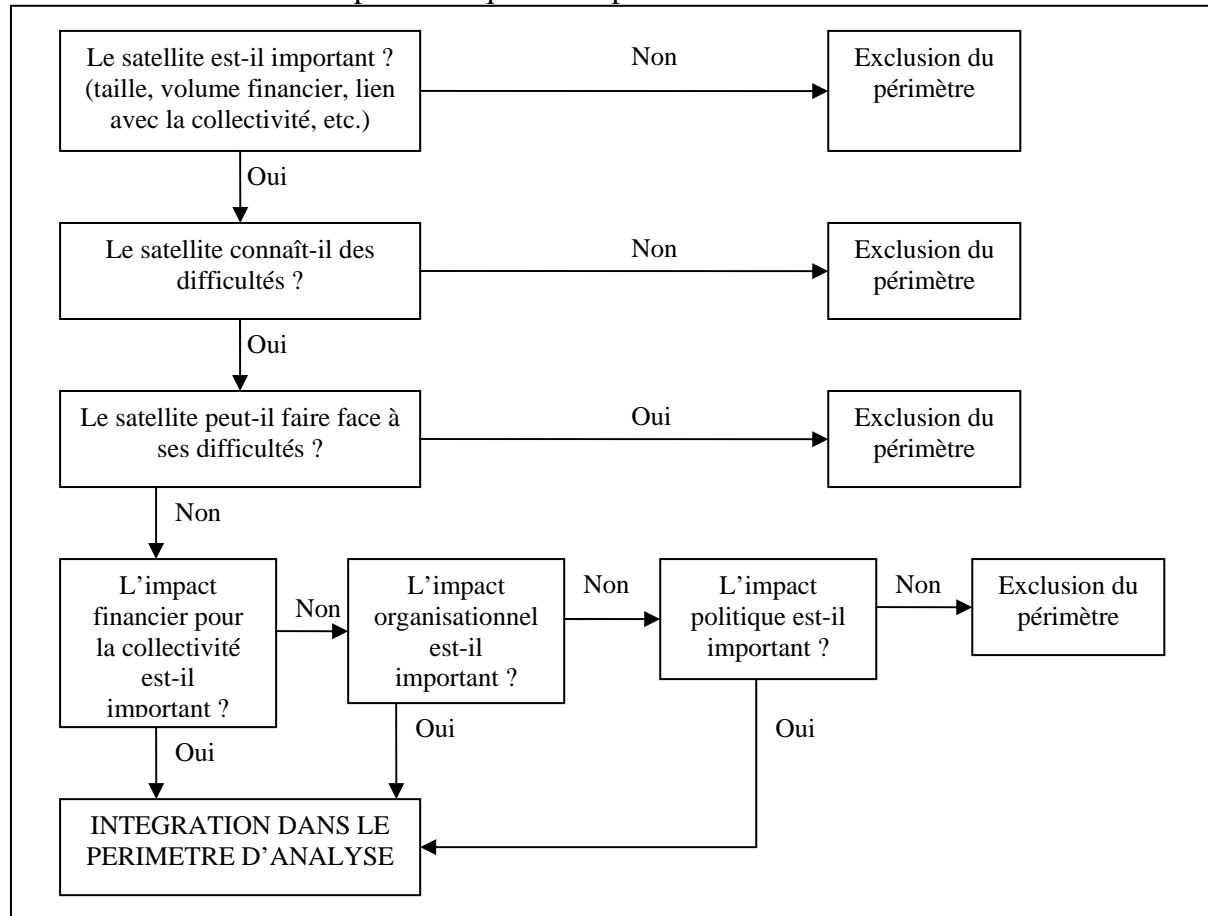 Le satellite est-il important ?
(taille, volume financier, lien
avec la collectivité, etc.)
Non
Exclusion du
périmètre
Oui
Le satellite connaît-il des
difficultés ?
Non
Exclusion du
périmètre
Oui
Le satellite peut-il faire face à
ses difficultés ?
Oui
Exclusion du
périmètre
Non
L’impact
financier pour
la collectivité
est-il
important ?
Non
L’impact
organisationnel
est-il
important ?
Non
L’impact
politique est-il
important ?
Non
Exclusion du
périmètre
Oui
Oui
Oui
INTEGRATION DANS LE
PERIMETRE D’ANALYSE